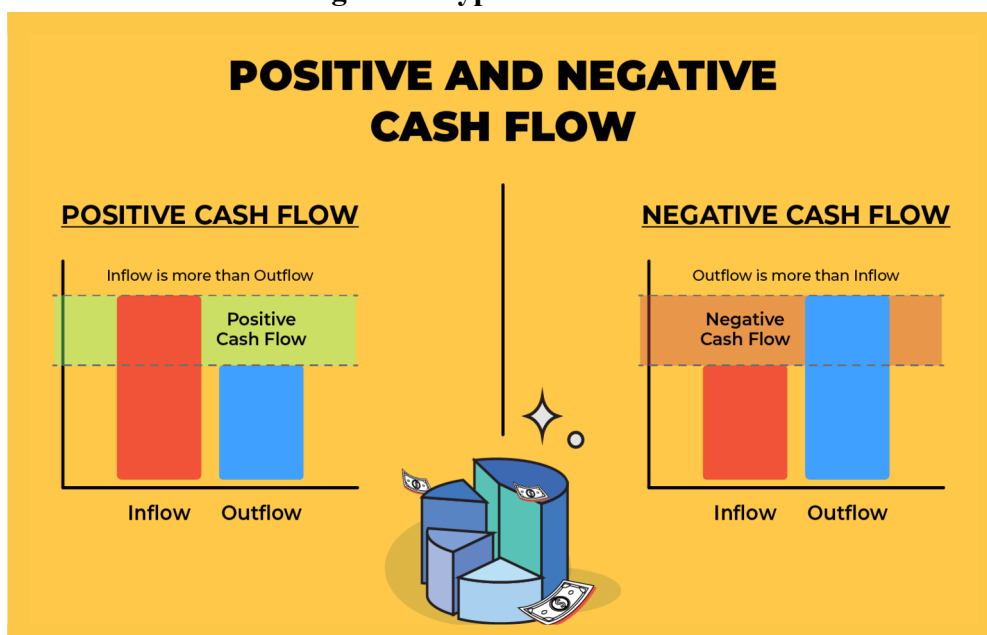 POSITIVE AND NEGATIVE
CASH FLOW
POSITIVE CASH FLOW
Inflow is more than Outflow
Positive
Cash Flow
Inflow Outflow
NEGATIVE CASH FLOW
Outflow is more than Inflow
Negative
Cash Flow
Inflow Outflow